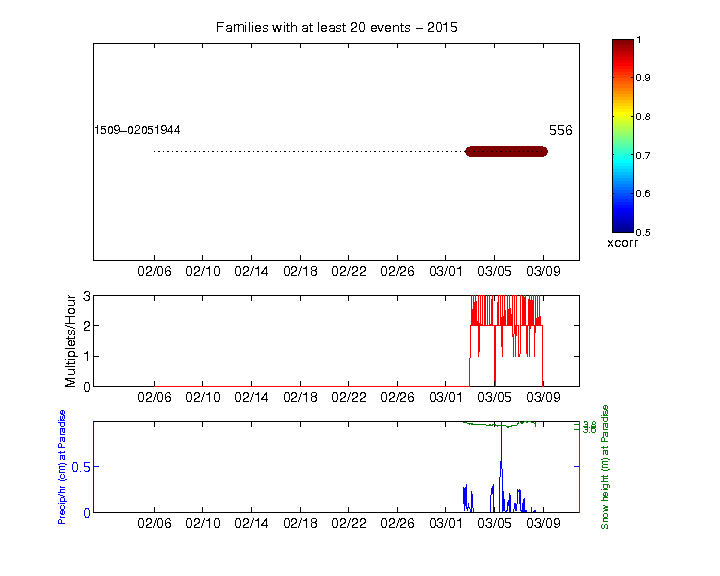 Families with at least 20 events − 2015
1509−02051944
556
02/06 02/10 02/14 02/18 02/22 02/26 03/01 03/05 03/09
1
0.9
0.8
0.7
0.6
0.5
xcorr
Multiplets/Hour
3
2
1
0
02/06 02/10 02/14 02/18 02/22 02/26 03/01 03/05 03/09
Precip/hr (cm) at Paradise
0.5
0
02/06 02/10 02/14 02/18 02/22 02/26 03/01 03/05 03/09
Snow height (m) at Paradise